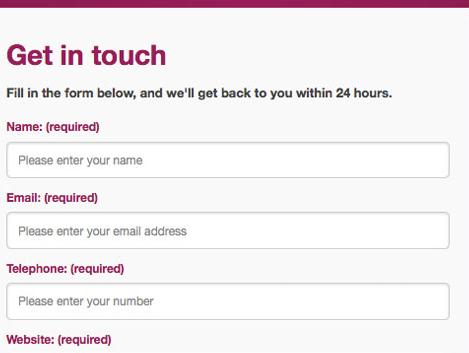 Get in touch
Fill in the form below, and we'll get back to you within 24 hours.
Name: (required)
Please enter your name
Email: (required)
Please enter your email address
Telephone: (required)
Please enter your number
Website: (required)